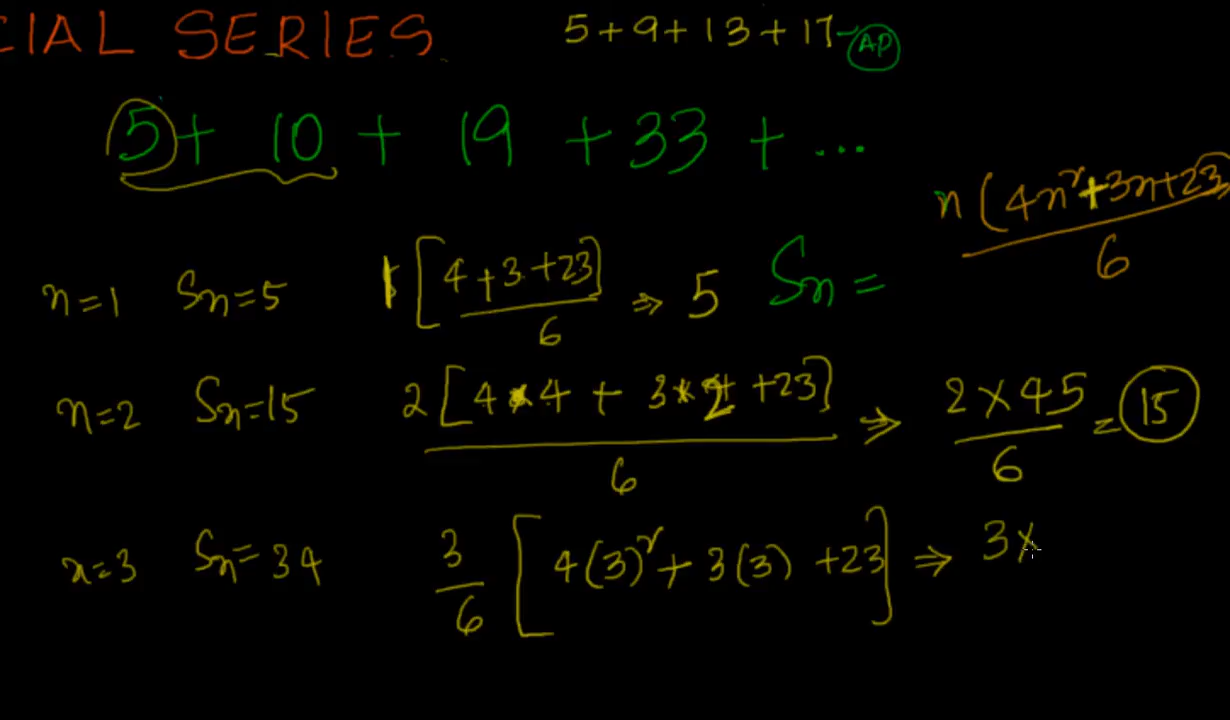 CIAL SERIES 5+9+13+17- AP
5 + 10 + 19 + 33 + ...
n(4n²+3n+23)/6
n=1 Sn=5 1[4+3+23]/6 ⇒ 5 Sn =
n=2 Sn=15 2[4*4 + 3*2 +23]/6 ⇒ 2×45/6 = 15
n=3 Sn=34 3/6 [4(3)²+ 3(3) +23] ⇒ 3×